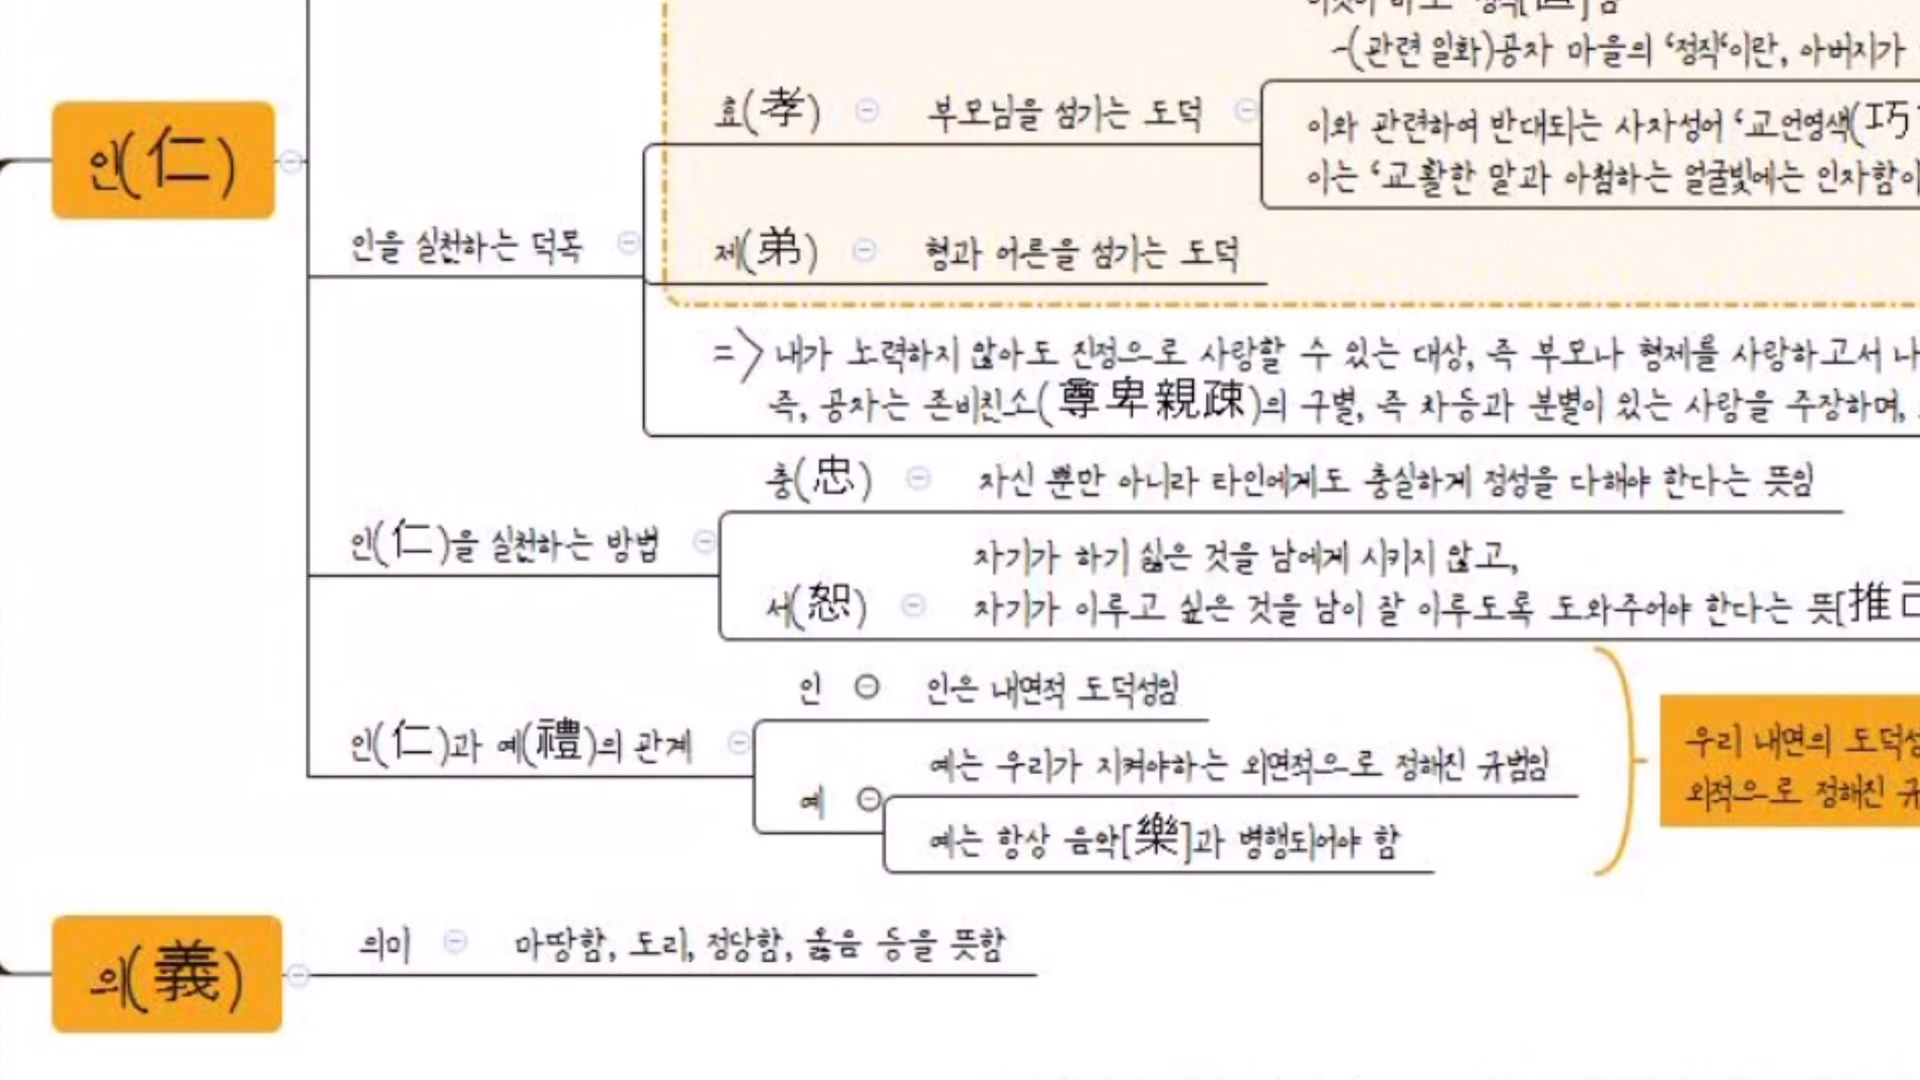 -(관련 일화)공자 마을의 '정직'이란, 아버지가
효(孝)
부모님을 섬기는 도덕
이와 관련하여 반대되는 사자성어 '교언영색(巧
이는 '교활한 말과 아첨하는 얼굴빛에는 인자함이
인(仁)
인을 실천하는 덕목
제(弟)
형과 어른을 섬기는 도덕
=> 내가 노력하지 않아도 진정으로 사랑할 수 있는 대상, 즉 부모나 형제를 사랑하고서 나
즉, 공자는 존비친소(尊卑親疎)의 구별, 즉 차등과 분별이 있는 사랑을 주장하며,
충(忠)
자신 뿐만 아니라 타인에게도 충실하게 정성을 다해야 한다는 뜻임
인(仁)을 실천하는 방법
자기가 하기 싫은 것을 남에게 시키지 않고,
서(恕)
자기가 이루고 싶은 것을 남이 잘 이루도록 도와주어야 한다는 뜻[推己
인
인은 내면적 도덕성임
인(仁)과 예(禮)의 관계
예
예는 우리가 지켜야하는 외면적으로 정해진 규범임
예는 항상 음악[樂]과 병행되어야 함
우리 내면의 도덕성
외적으로 정해진 규
의(義)
의미
마땅함, 도리, 정당함, 옳음 등을 뜻함